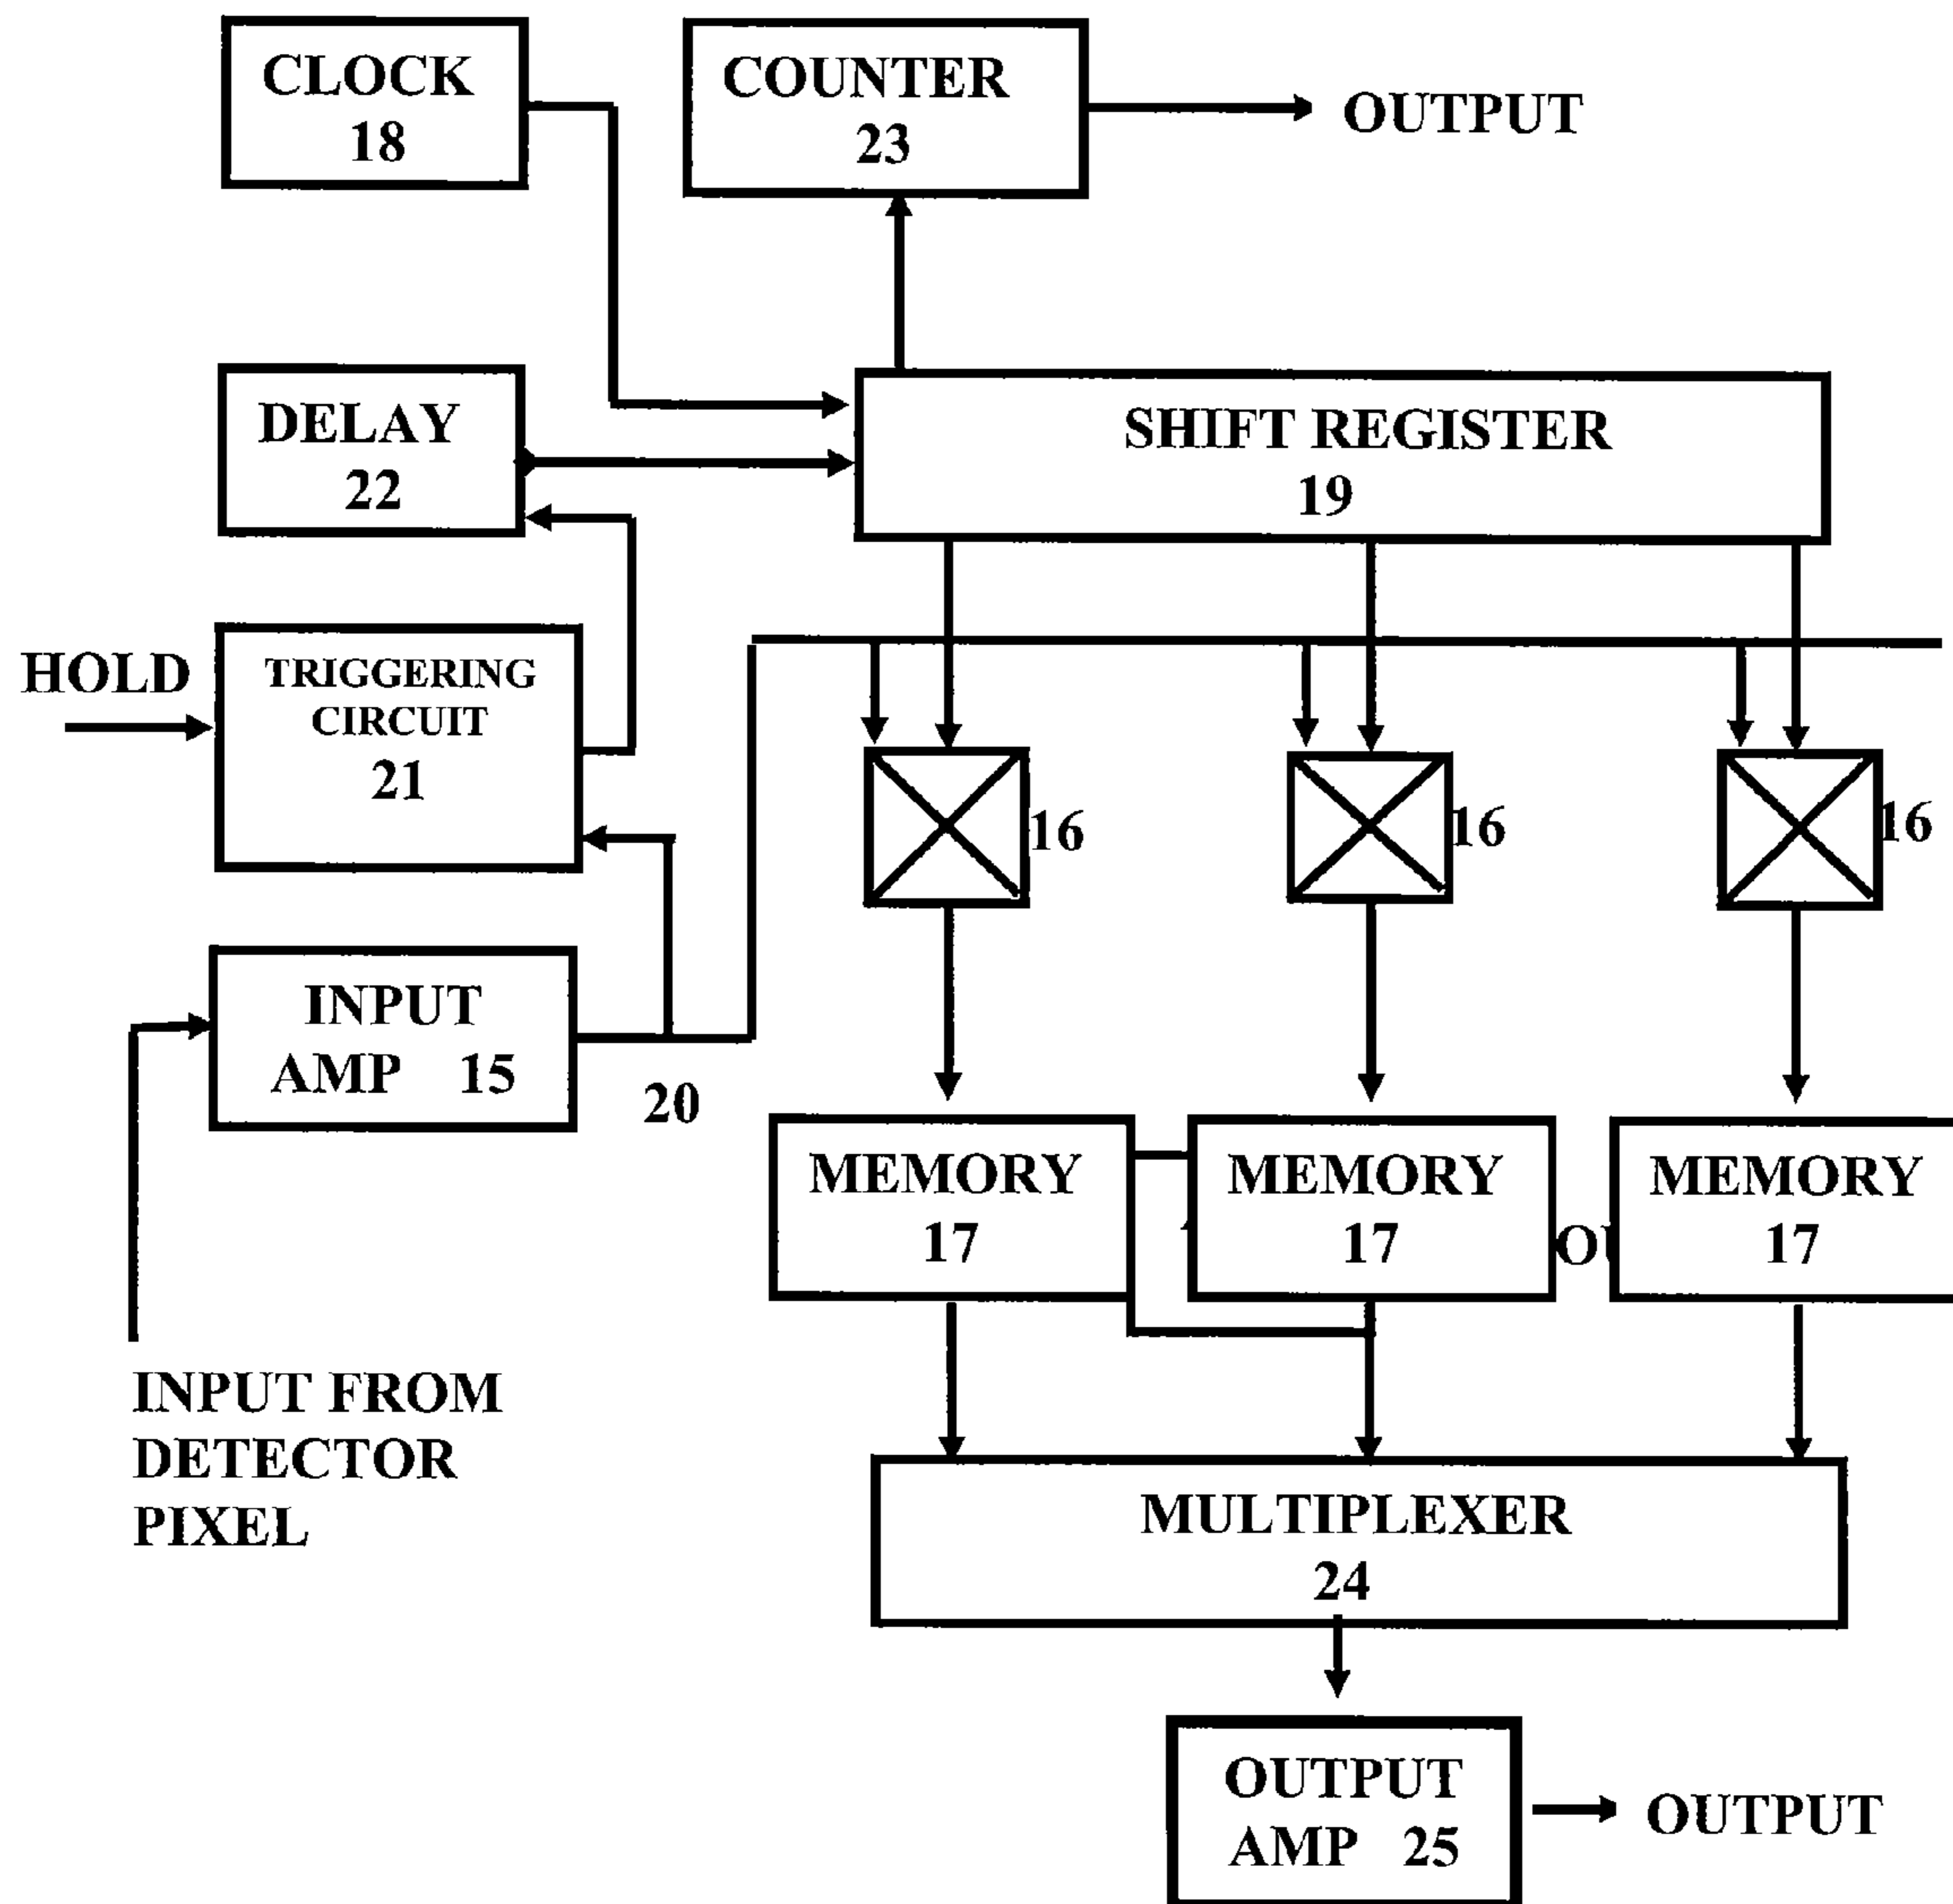 CLOCK
18
COUNTER
23
OUTPUT
DELAY
22
SHIFT REGISTER
19
HOLD
TRIGGERING
CIRCUIT
21
16
16
16
INPUT
AMP 15
20
MEMORY
17
MEMORY
17
MEMORY
17
INPUT FROM
DETECTOR
PIXEL
MULTIPLEXER
24
OUTPUT
AMP 25
OUTPUT